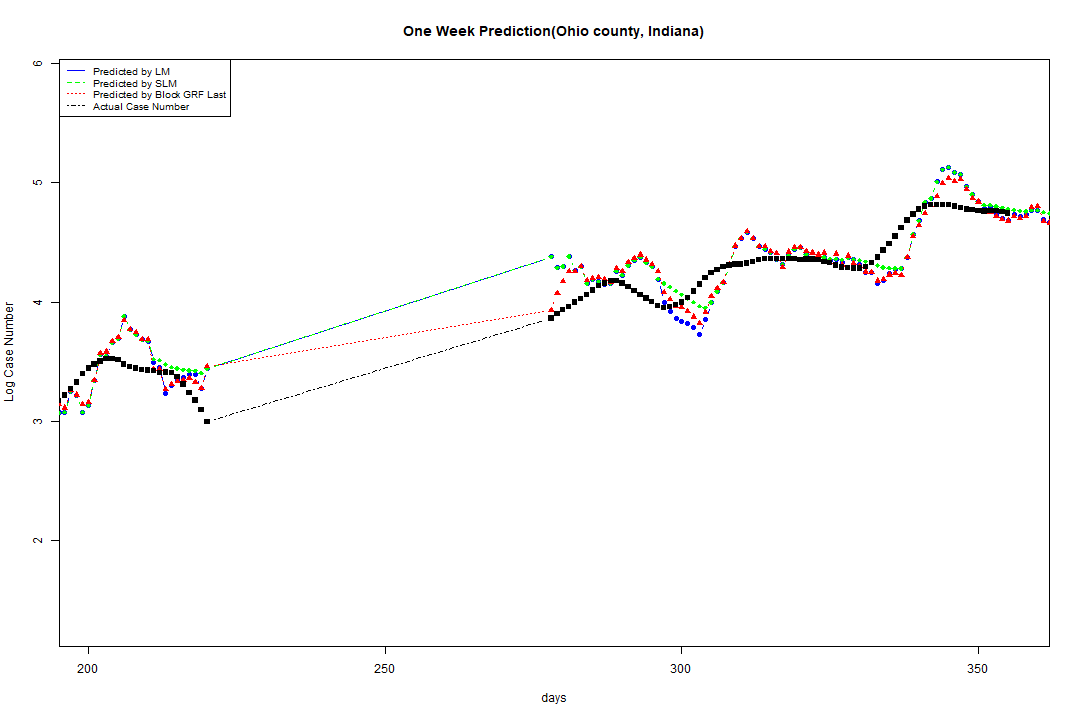 One Week Prediction(Ohio county, Indiana)
Predicted by LM
Predicted by SLM
Predicted by Block GRF Last
Actual Case Number
6
5
4
3
2
Log Case Number
200 250 300 350
days